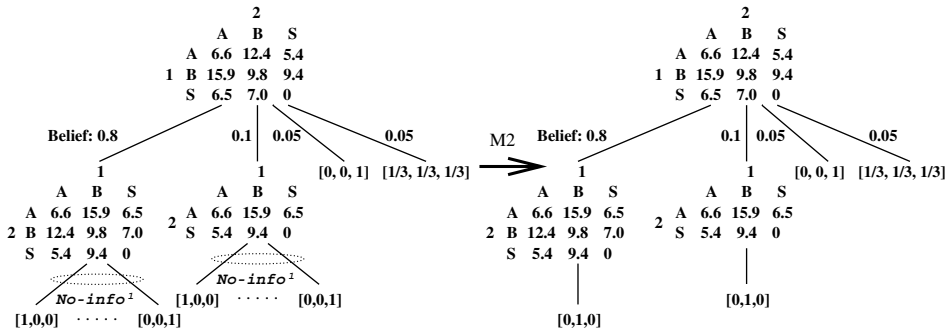 2 2
A B S A B S
A 6.6 12.4 5.4 A 6.6 12.4 5.4
1 B 15.9 9.8 9.4 1 B 15.9 9.8 9.4
S 6.5 7.0 0 S 6.5 7.0 0
Belief: 0.8 0.1 0.05 0.05 M2 Belief: 0.8 0.1 0.05 0.05
1 1 [0, 0, 1] [1/3, 1/3, 1/3] 1 1 [0, 0, 1] [1/3, 1/3, 1/3]
A B S A B S A B S A B S
A 6.6 15.9 6.5 2 A 6.6 15.9 6.5 A 6.6 15.9 6.5 2 A 6.6 15.9 6.5
2 B 12.4 9.8 7.0 S 5.4 9.4 0 2 B 12.4 9.8 7.0 S 5.4 9.4 0
S 5.4 9.4 0 S 5.4 9.4 0
No-info¹ No-info¹
[1,0,0] ..... [0,0,1] [1,0,0] ..... [0,0,1] [0,1,0] [0,1,0]